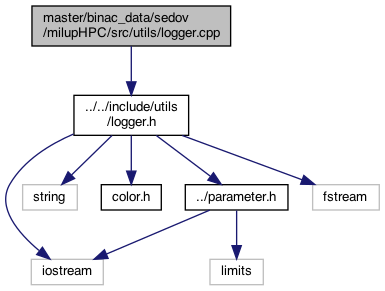 master/binac_data/sedov
/milupHPC/src/utils/logger.cpp
../../include/utils
/logger.h
string
color.h
../parameter.h
fstream
iostream
limits